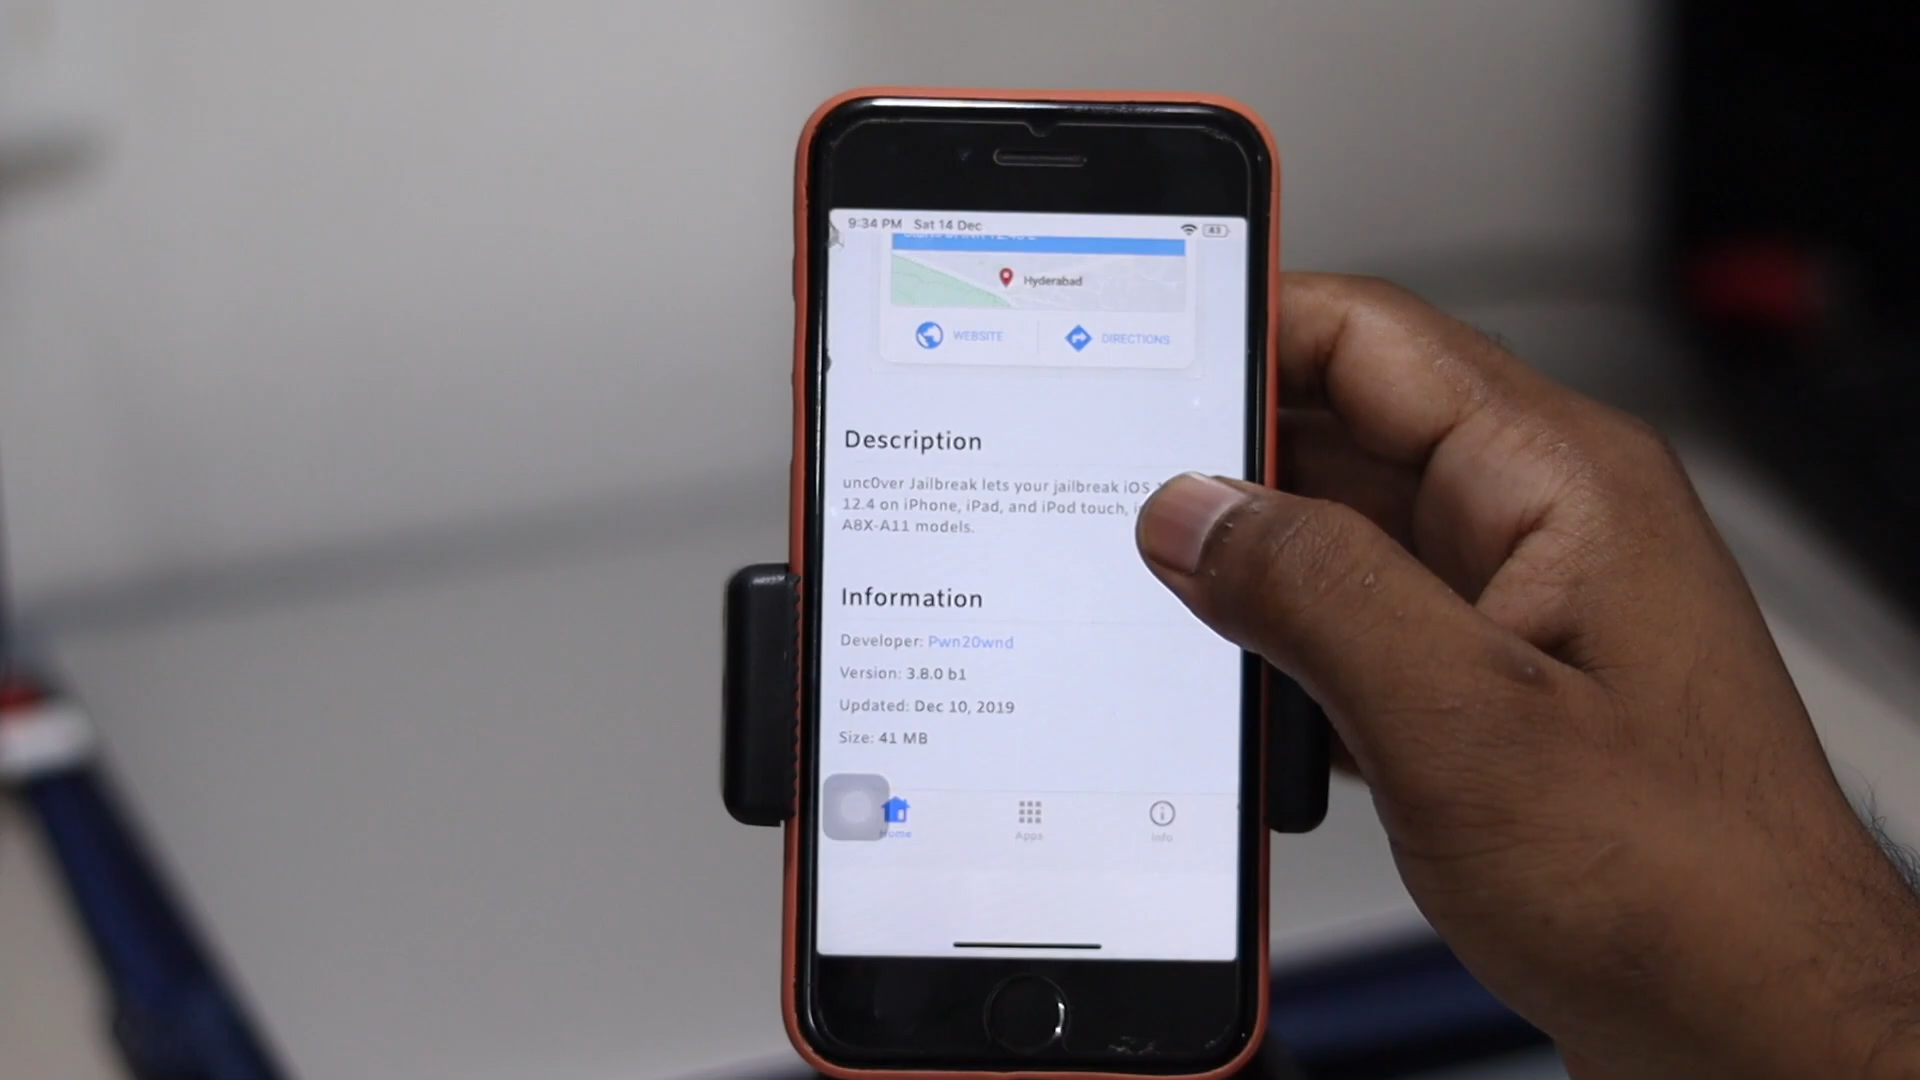 9:34 PM Sat 14 Dec 43
Hyderabad
WEBSITE DIRECTIONS
Description
unc0ver Jailbreak lets your jailbreak iOS
12.4 on iPhone, iPad, and iPod touch,
A8X-A11 models.
Information
Developer: Pwn20wnd
Version: 3.8.0 b1
Updated: Dec 10, 2019
Size: 41 MB
Home Apps Info